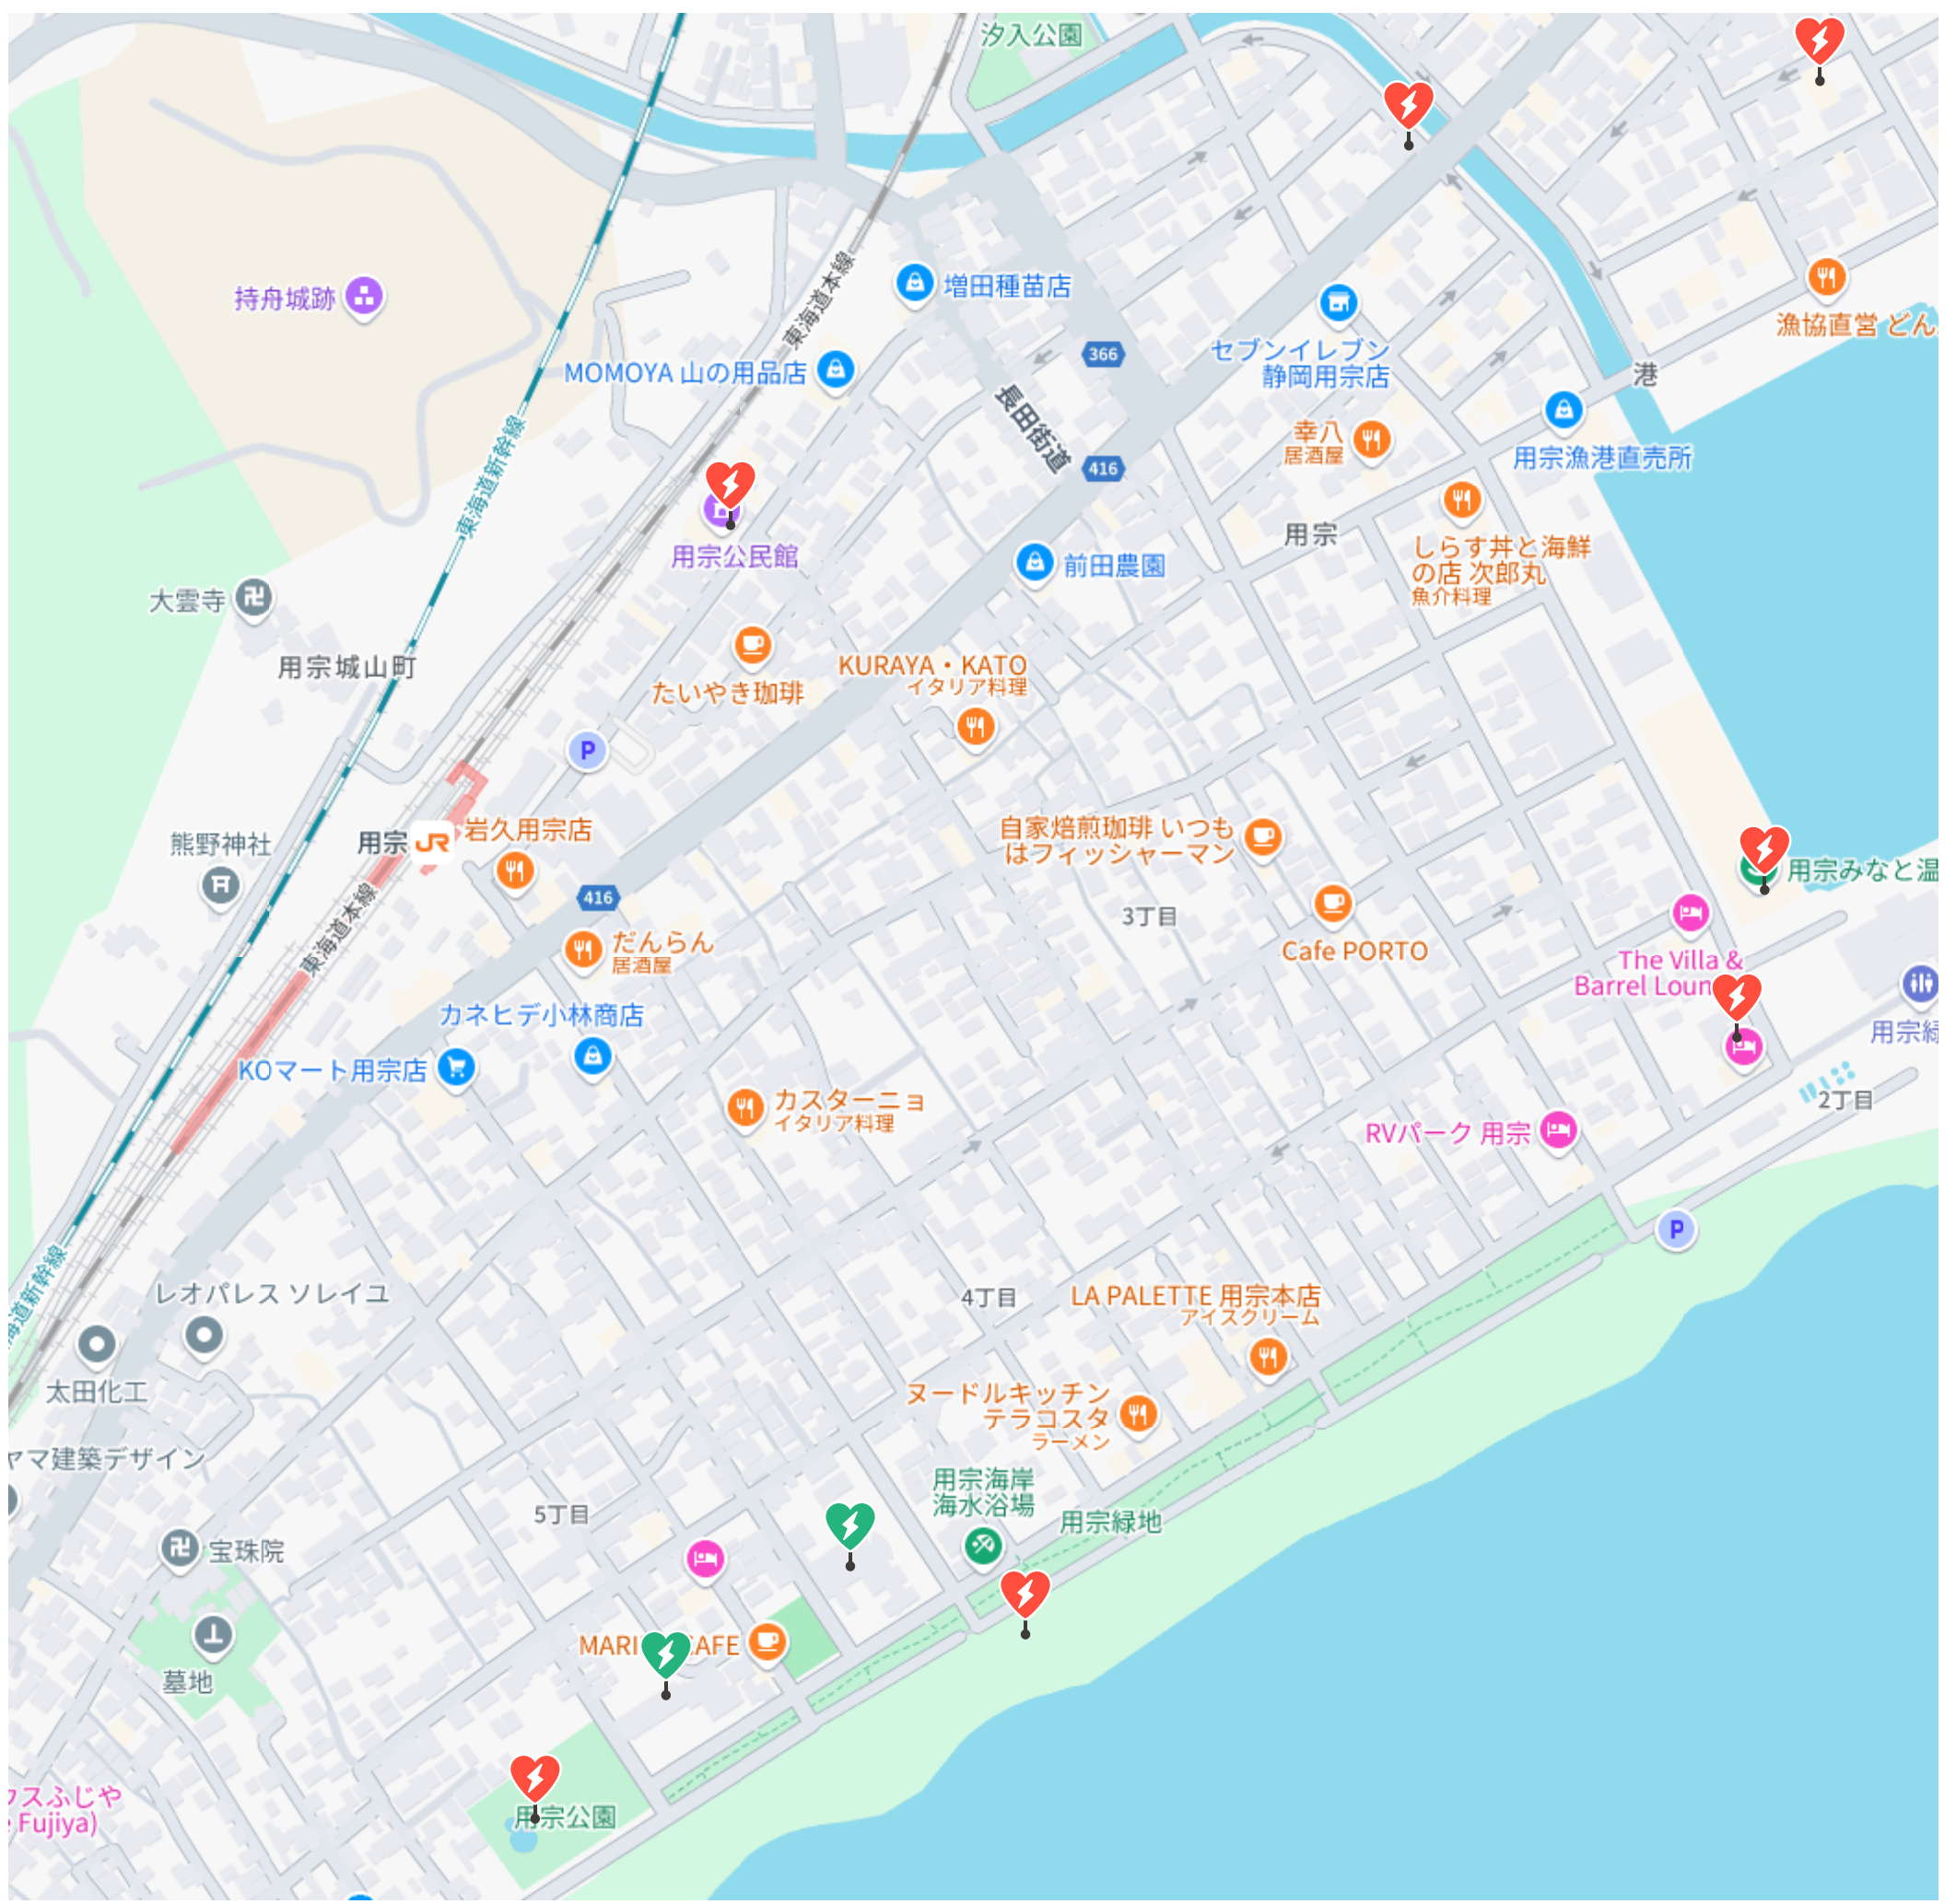 汐入公園
持舟城跡
東海道本線
増田種苗店
MOMOYA 山の用品店
366
セブンイレブン
静岡用宗店
漁協直営 どん
港
長田街道
幸八
居酒屋
416
用宗漁港直売所
東海道新幹線
用宗公民館
用宗
しらす丼と海鮮
の店 次郎丸
魚介料理
前田農園
大雲寺
用宗城山町
たいやき珈琲
KURAYA・KATO
イタリア料理
P
熊野神社
用宗
JR
岩久用宗店
自家焙煎珈琲 いつも
はフィッシャーマン
用宗みなと温
416
東海道本線
3丁目
だんらん
居酒屋
Cafe PORTO
The Villa &
Barrel Loun
カネヒデ小林商店
用宗緑
KOマート用宗店
カスターニョ
イタリア料理
2丁目
RVパーク 用宗
P
海道新幹線
レオパレス ソレイユ
4丁目
LA PALETTE 用宗本店
アイスクリーム
太田化工
ヌードルキッチン
テラコスタ
ラーメン
ヤマ建築デザイン
用宗海岸
海水浴場
5丁目
用宗緑地
宝珠院
MARI
CAFE
墓地
ウスふじや
Fujiya)
用宗公園